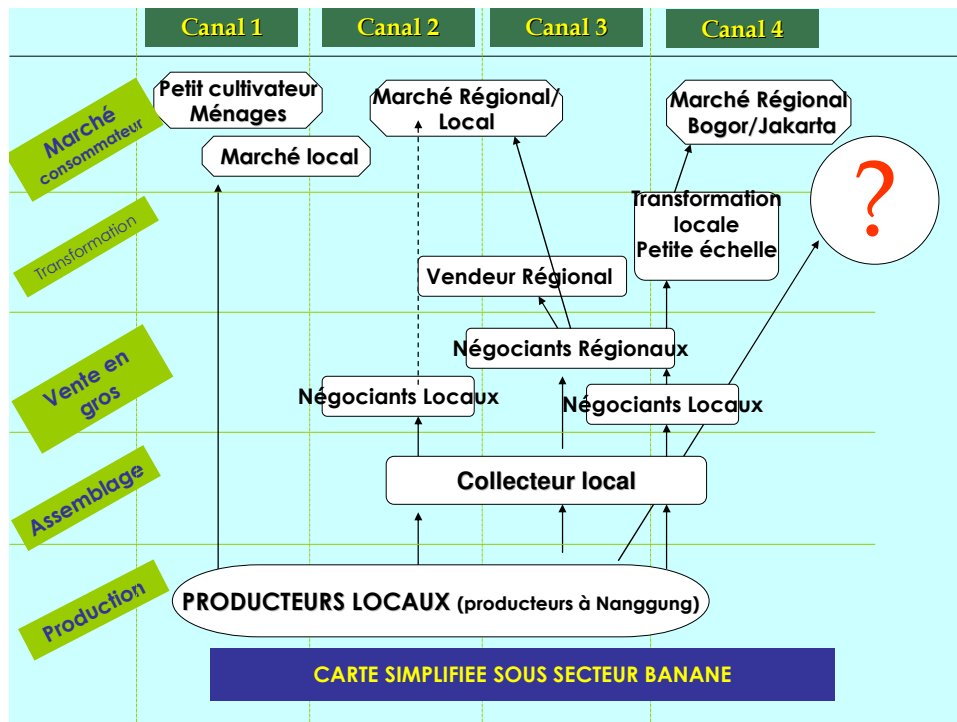 Canal 1
Canal 2
Canal 3
Canal 4
Marché
consommateur
Petit cultivateur
Ménages
Marché local
Marché Régional/
Local
Marché Régional
Bogor/Jakarta
?
Transformation
Transformation
locale
Petite échelle
Vendeur Régional
Vente en
gros
Négociants Régionaux
Négociants Locaux
Négociants Locaux
Assemblage
Collecteur local
Production
PRODUCTEURS LOCAUX (producteurs à Nanggung)
CARTE SIMPLIFIEE SOUS SECTEUR BANANE